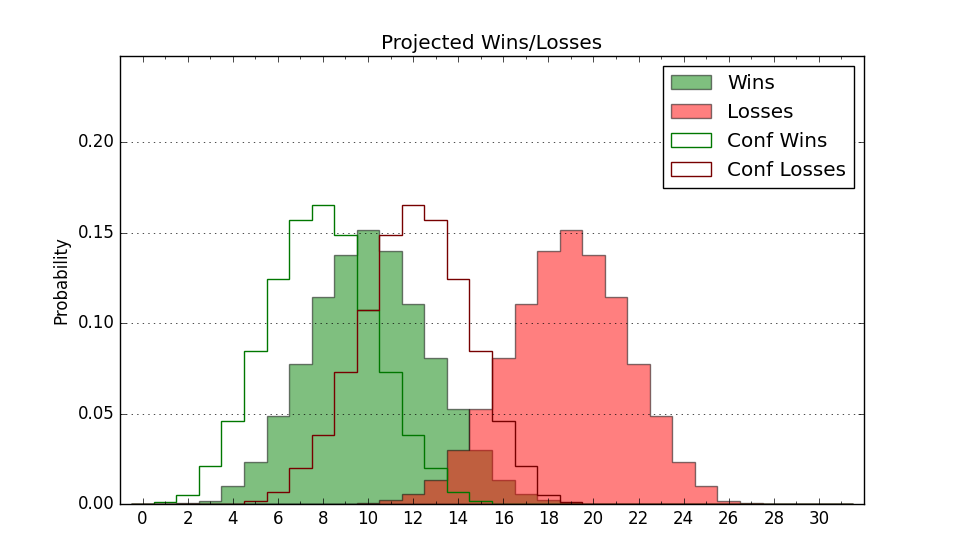 Projected Wins/Losses
Wins
Losses
Conf Wins
Conf Losses
0.20
0.15
0.10
0.05
0.00
Probability
0 2 4 6 8 10 12 14 16 18 20 22 24 26 28 30